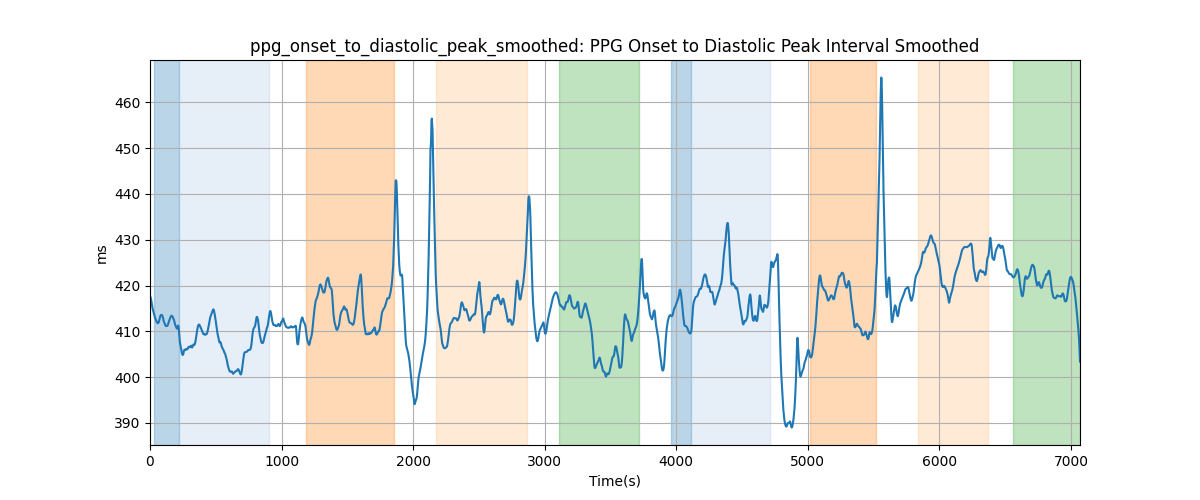 ppg_onset_to_diastolic_peak_smoothed: PPG Onset to Diastolic Peak Interval Smoothed
460
450
440
430
420
410
400
390
ms
0 1000 2000 3000 4000 5000 6000 7000
Time(s)